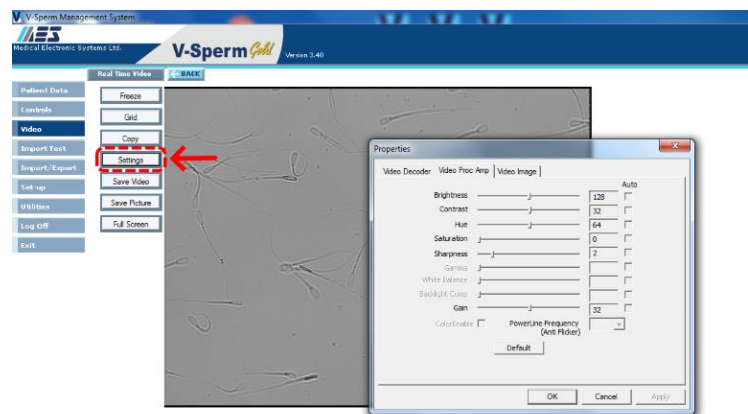 V-Sperm Management System
MES
Medical Electronic Systems Ltd.
V-Sperm Gold Version 3.40
Real Time Video
BACK
Patient Data
Controls
Video
Import Test
Import/Export
Set-up
Utilities
Log Off
Exit
Freeze
Grid
Copy
Settings
Save Video
Save Picture
Full Screen
Properties
Video Decoder Video Proc Amp Video Image
Auto
Brightness 128
Contrast 32
Hue 64
Saturation 0
Sharpness 2
Gamma
White Balance
Backlight Comp
Gain 32
ColorEnable PowerLine Frequency
(Anti Flicker)
Default
OK Cancel Apply